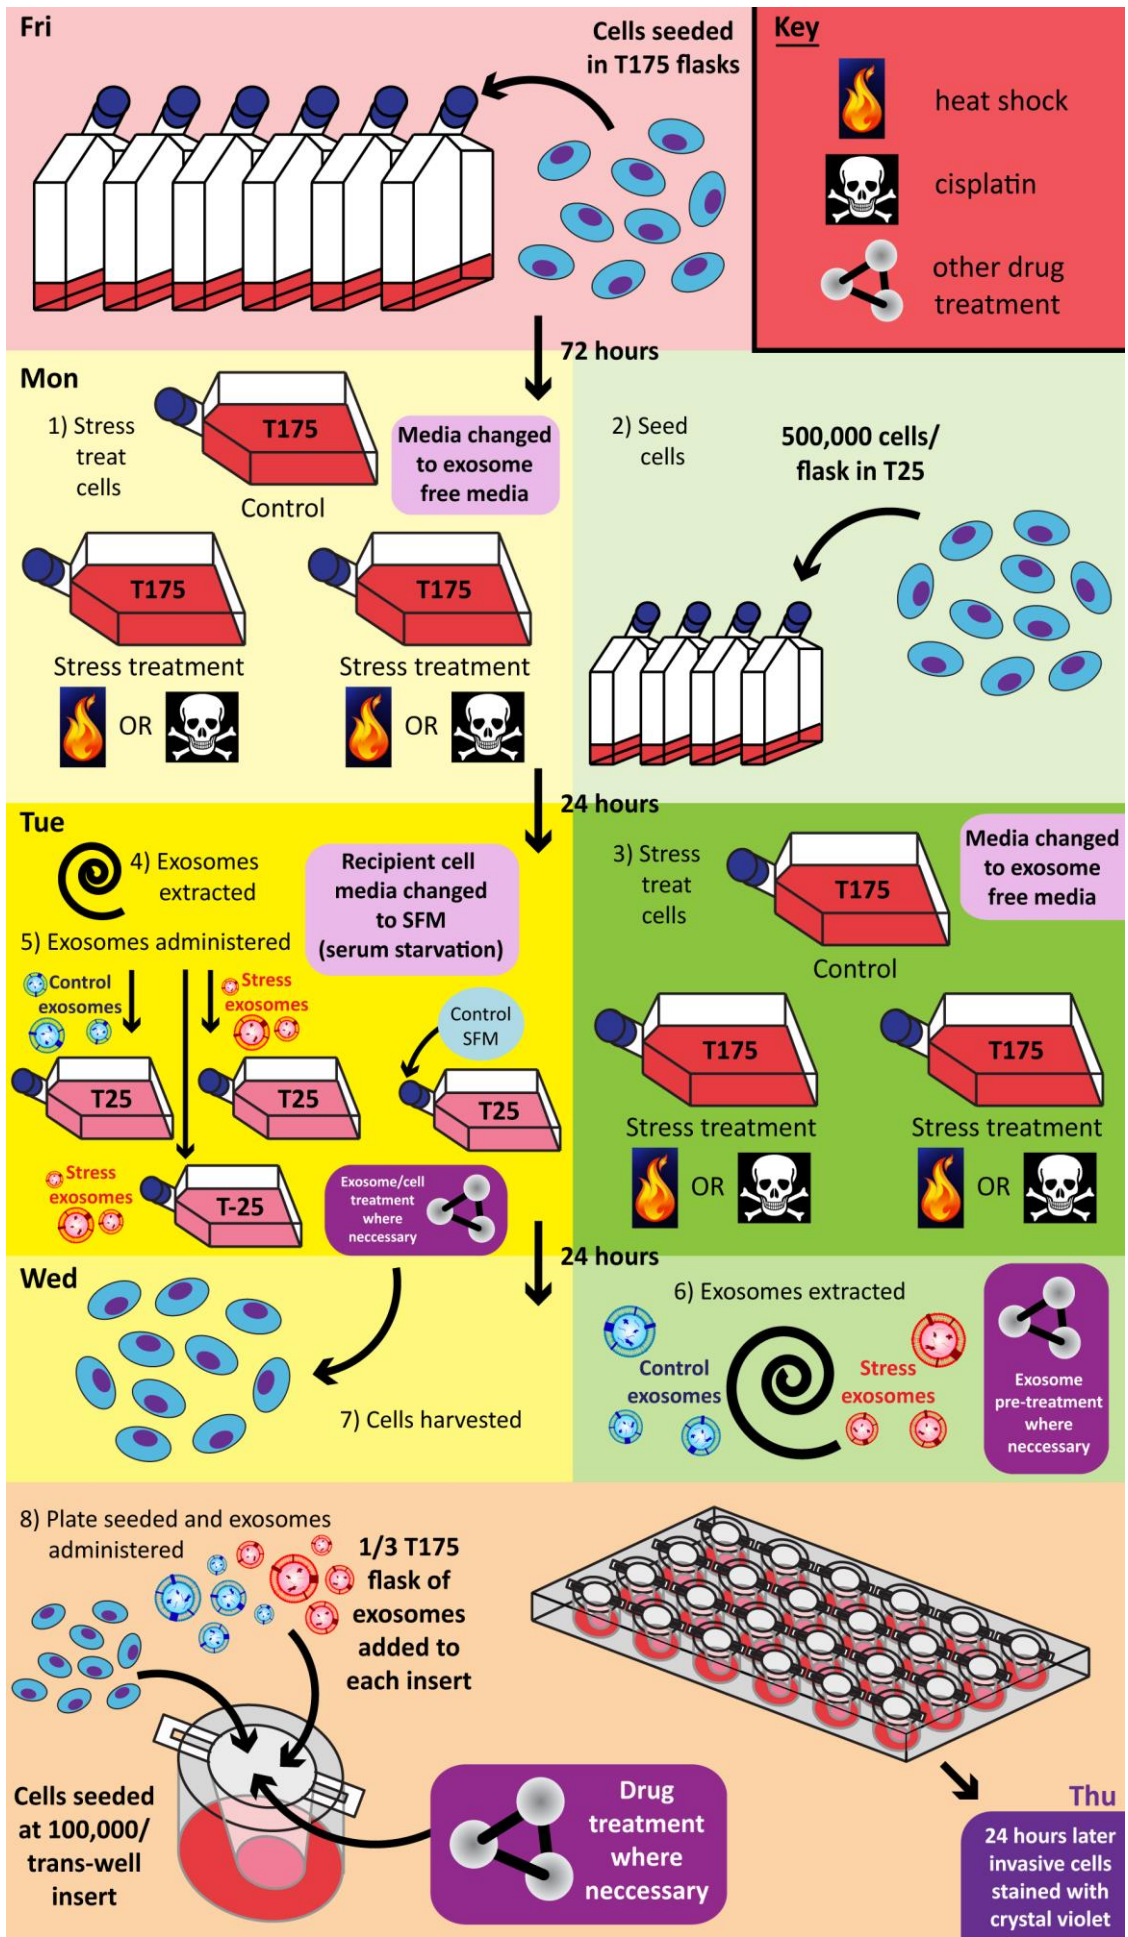 Fri
Cells seeded
in T175 flasks
Key
heat shock
cisplatin
other drug
treatment
72 hours
Mon
1) Stress
treat
cells
T175
Control
Media changed
to exosome
free media
T175
T175
Stress treatment
OR
Stress treatment
OR
2) Seed
cells
500,000 cells/
flask in T25
24 hours
Tue
4) Exosomes
extracted
Recipient cell
media changed
to SFM
(serum starvation)
5) Exosomes administered
Control
exosomes
Stress
exosomes
Control
SFM
T25
T25
T25
Stress
exosomes
T-25
Exosome/cell
treatment
where
neccessary
3) Stress
treat
cells
T175
Control
Media changed
to exosome
free media
T175
T175
Stress treatment
OR
Stress treatment
OR
24 hours
Wed
7) Cells harvested
6) Exosomes extracted
Control
exosomes
Stress
exosomes
Exosome
pre-treatment
where
neccessary
8) Plate seeded and exosomes
administered
1/3 T175
flask of
exosomes
added to
each insert
Cells seeded
at 100,000/
trans-well
insert
Drug
treatment
where
neccessary
Thu
24 hours later
invasive cells
stained with
crystal violet